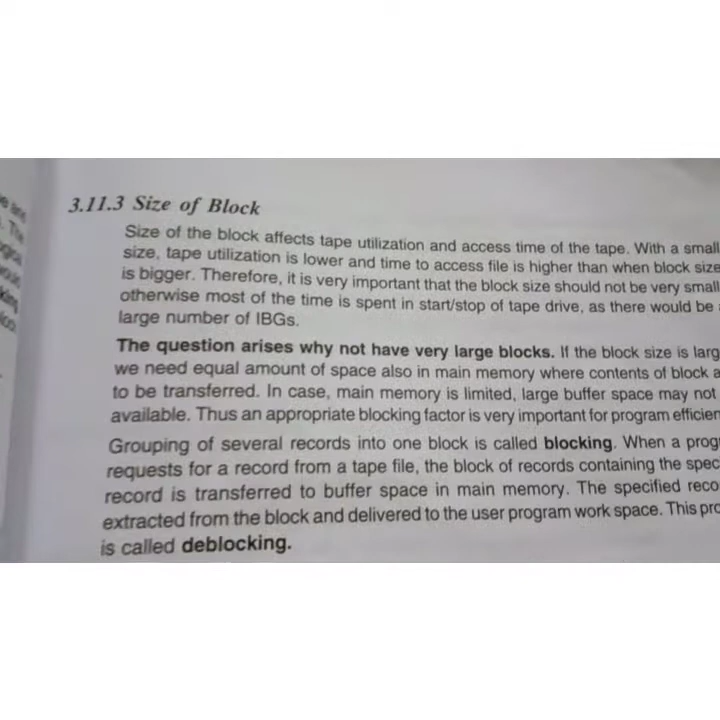 3.11.3 Size of Block
Size of the block affects tape utilization and access time of the tape. With a small
size, tape utilization is lower and time to access file is higher than when block size
is bigger. Therefore, it is very important that the block size should not be very small
otherwise most of the time is spent in start/stop of tape drive, as there would be
large number of IBGs.
The question arises why not have very large blocks. If the block size is larg
we need equal amount of space also in main memory where contents of block a
to be transferred. In case, main memory is limited, large buffer space may not
available. Thus an appropriate blocking factor is very important for program efficien
Grouping of several records into one block is called blocking. When a prog
requests for a record from a tape file, the block of records containing the spec
record is transferred to buffer space in main memory. The specified reco
extracted from the block and delivered to the user program work space. This pro
is called deblocking.